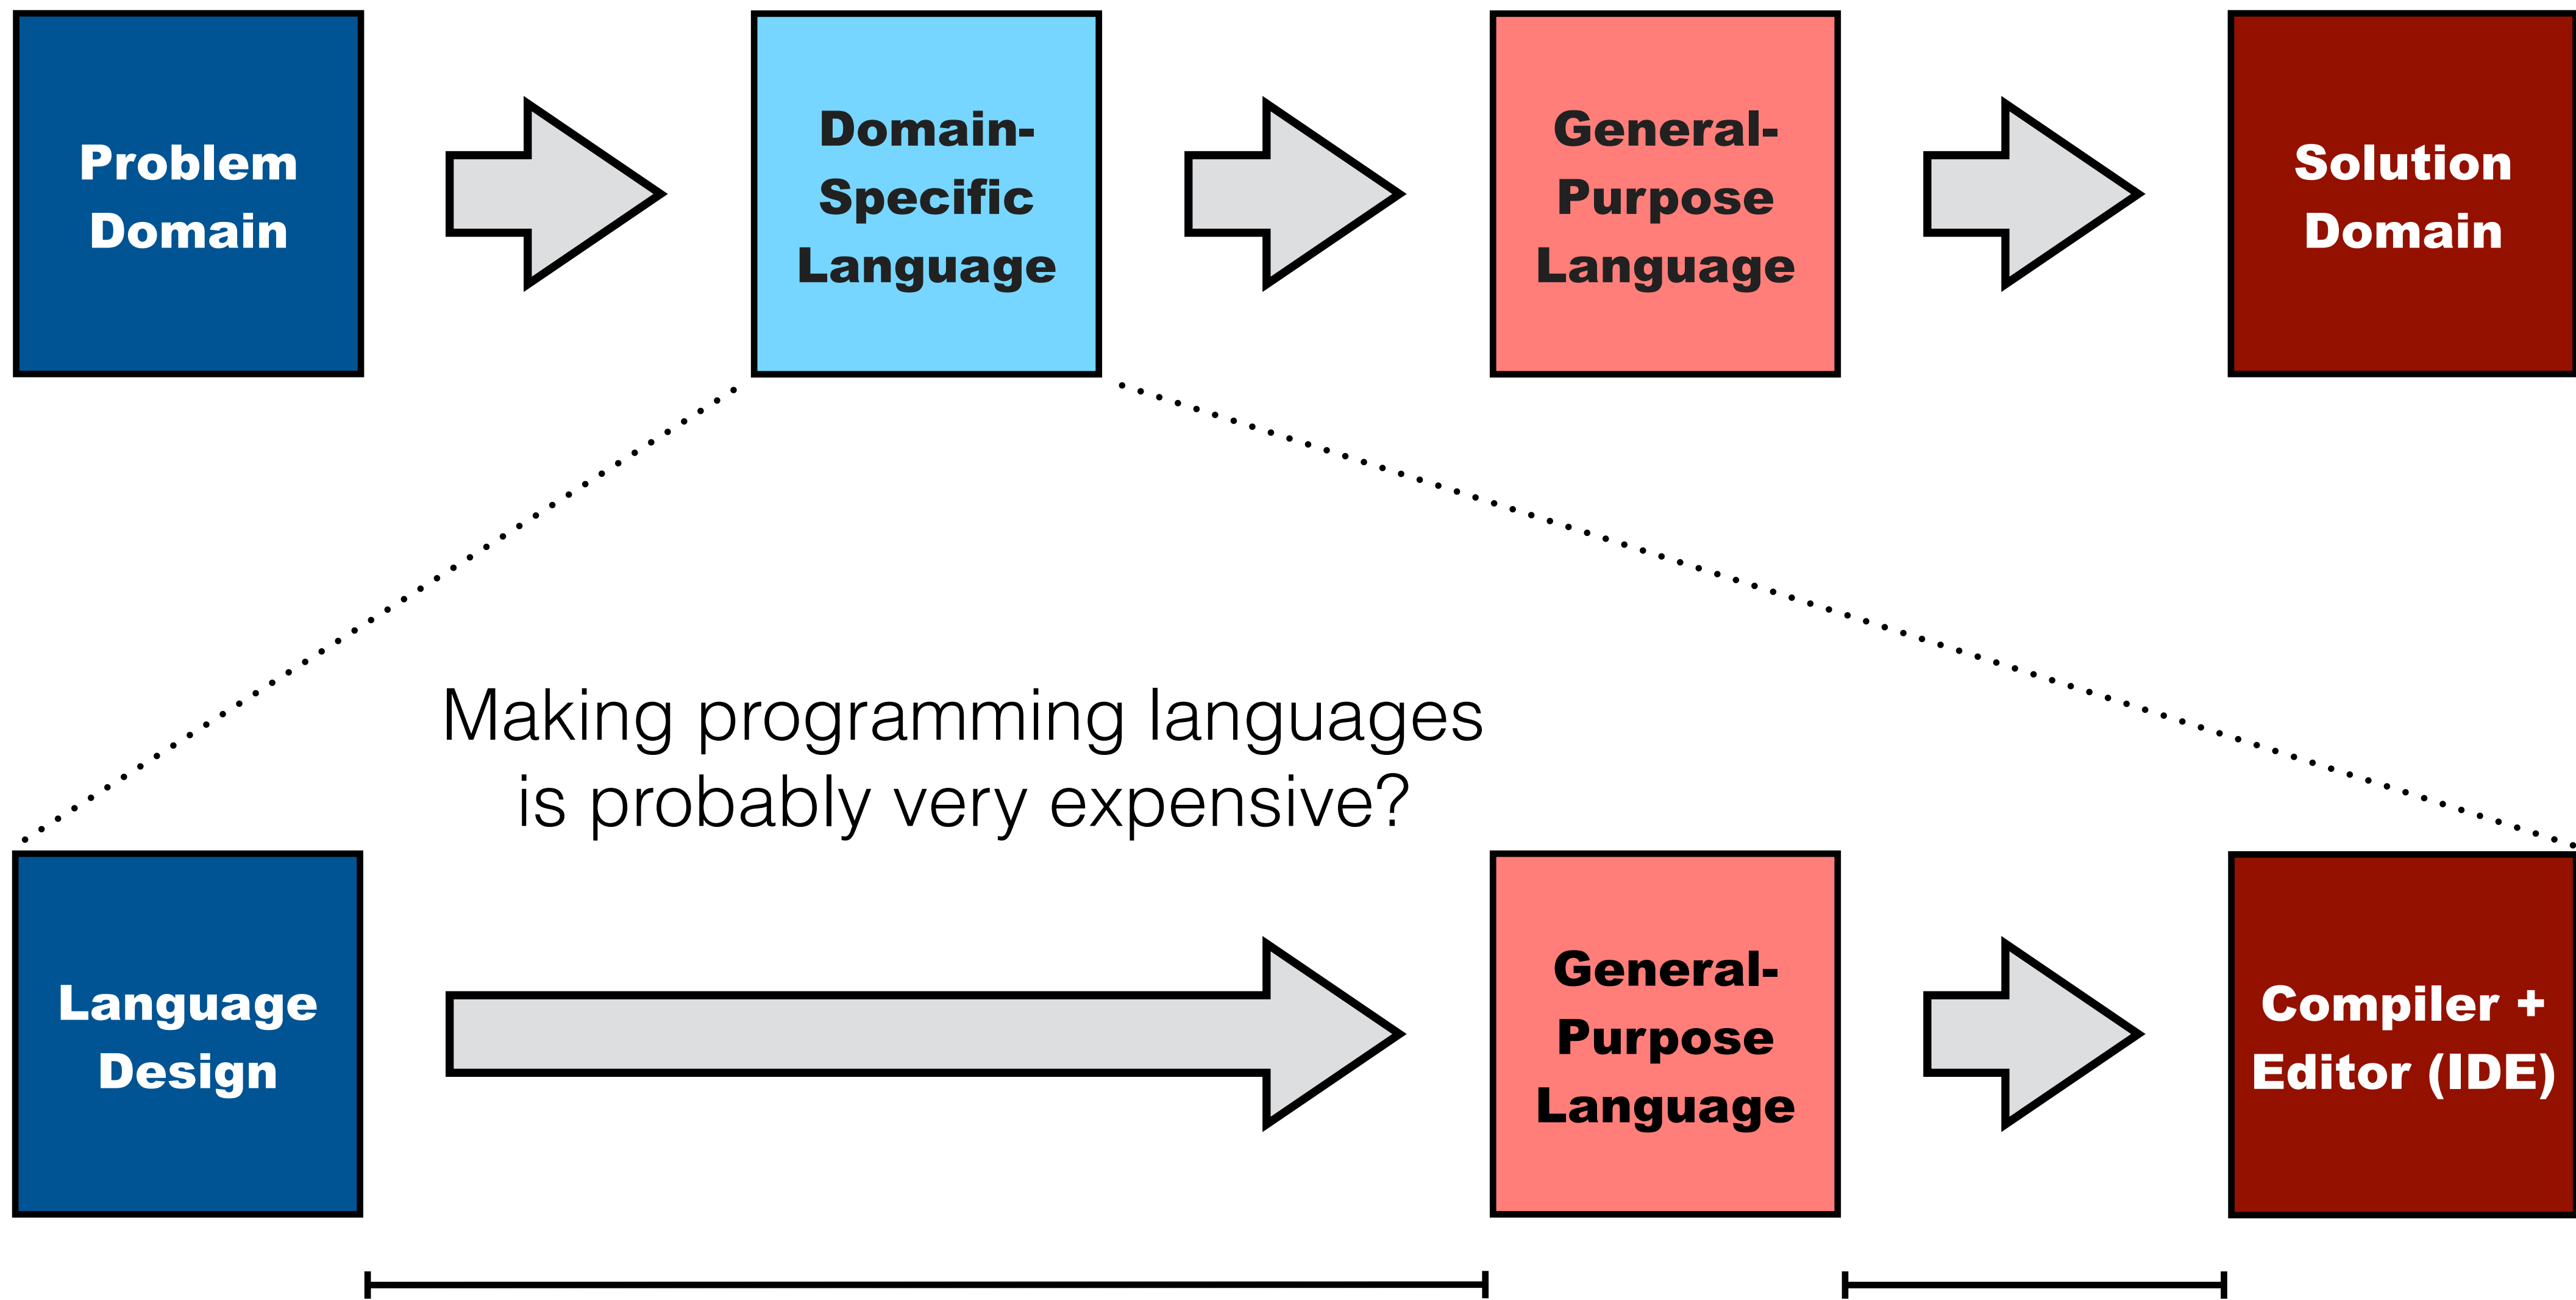 Problem
Domain
Domain-
Specific
Language
General-
Purpose
Language
Solution
Domain
Making programming languages
is probably very expensive?
Language
Design
General-
Purpose
Language
Compiler +
Editor (IDE)